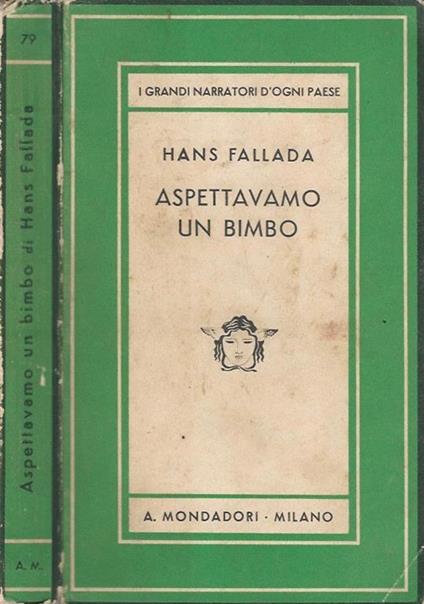 79
Aspettavamo un bimbo di Hans Fallada
A. M.
I GRANDI NARRATORI D'OGNI PAESE
HANS FALLADA
ASPETTAVAMO
UN BIMBO
A. MONDADORI · MILANO